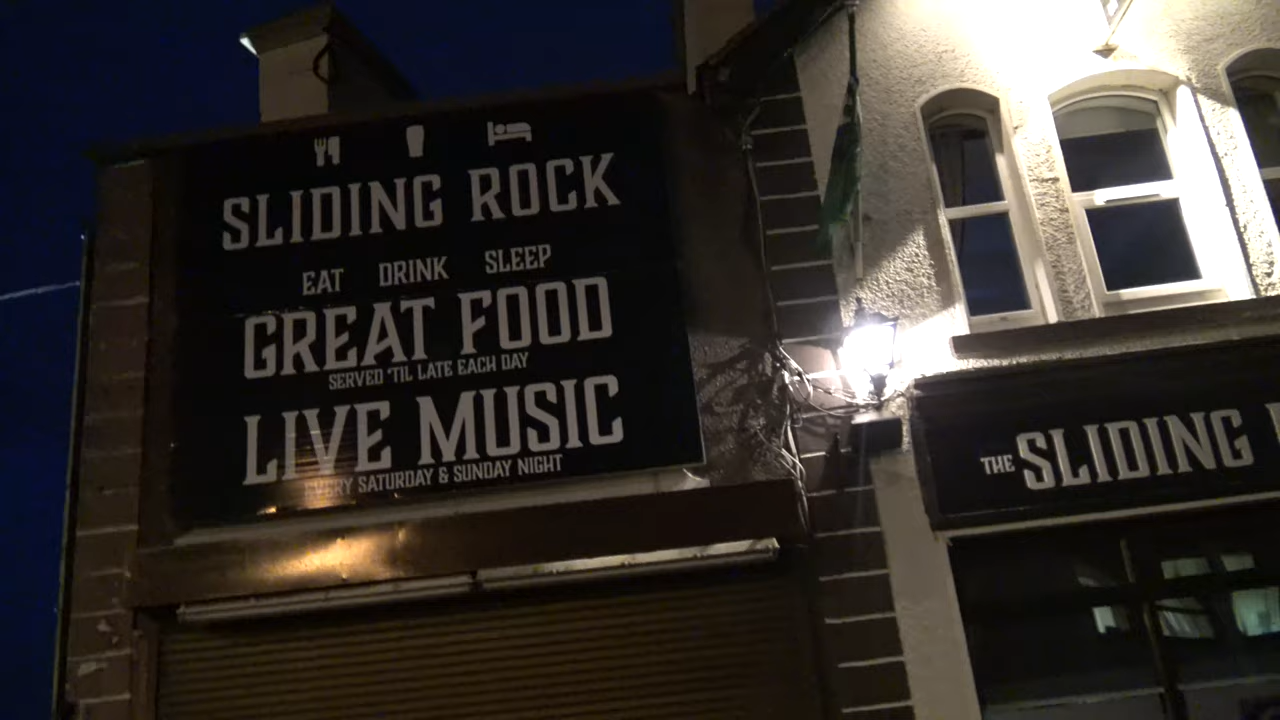 SLIDING ROCK
EAT DRINK SLEEP
GREAT FOOD
SERVED 'TIL LATE EACH DAY
LIVE MUSIC
EVERY SATURDAY & SUNDAY NIGHT
THE SLIDING